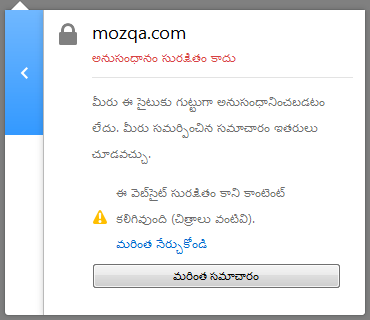 mozqa.com
అనుసంధానం సురక్షితం కాదు
మీరు ఈ సైటుకు గుట్టుగా అనుసంధానించబడటం
లేదు. మీరు సమర్పించిన సమాచారం ఇతరులు
చూడవచ్చు.
ఈ వెబ్‌సైట్ సురక్షితం కాని కాంటెంట్
కలిగివుంది (చిత్రాలు వంటివి).
మరింత నేర్చుకోండి
మరింత సమాచారం